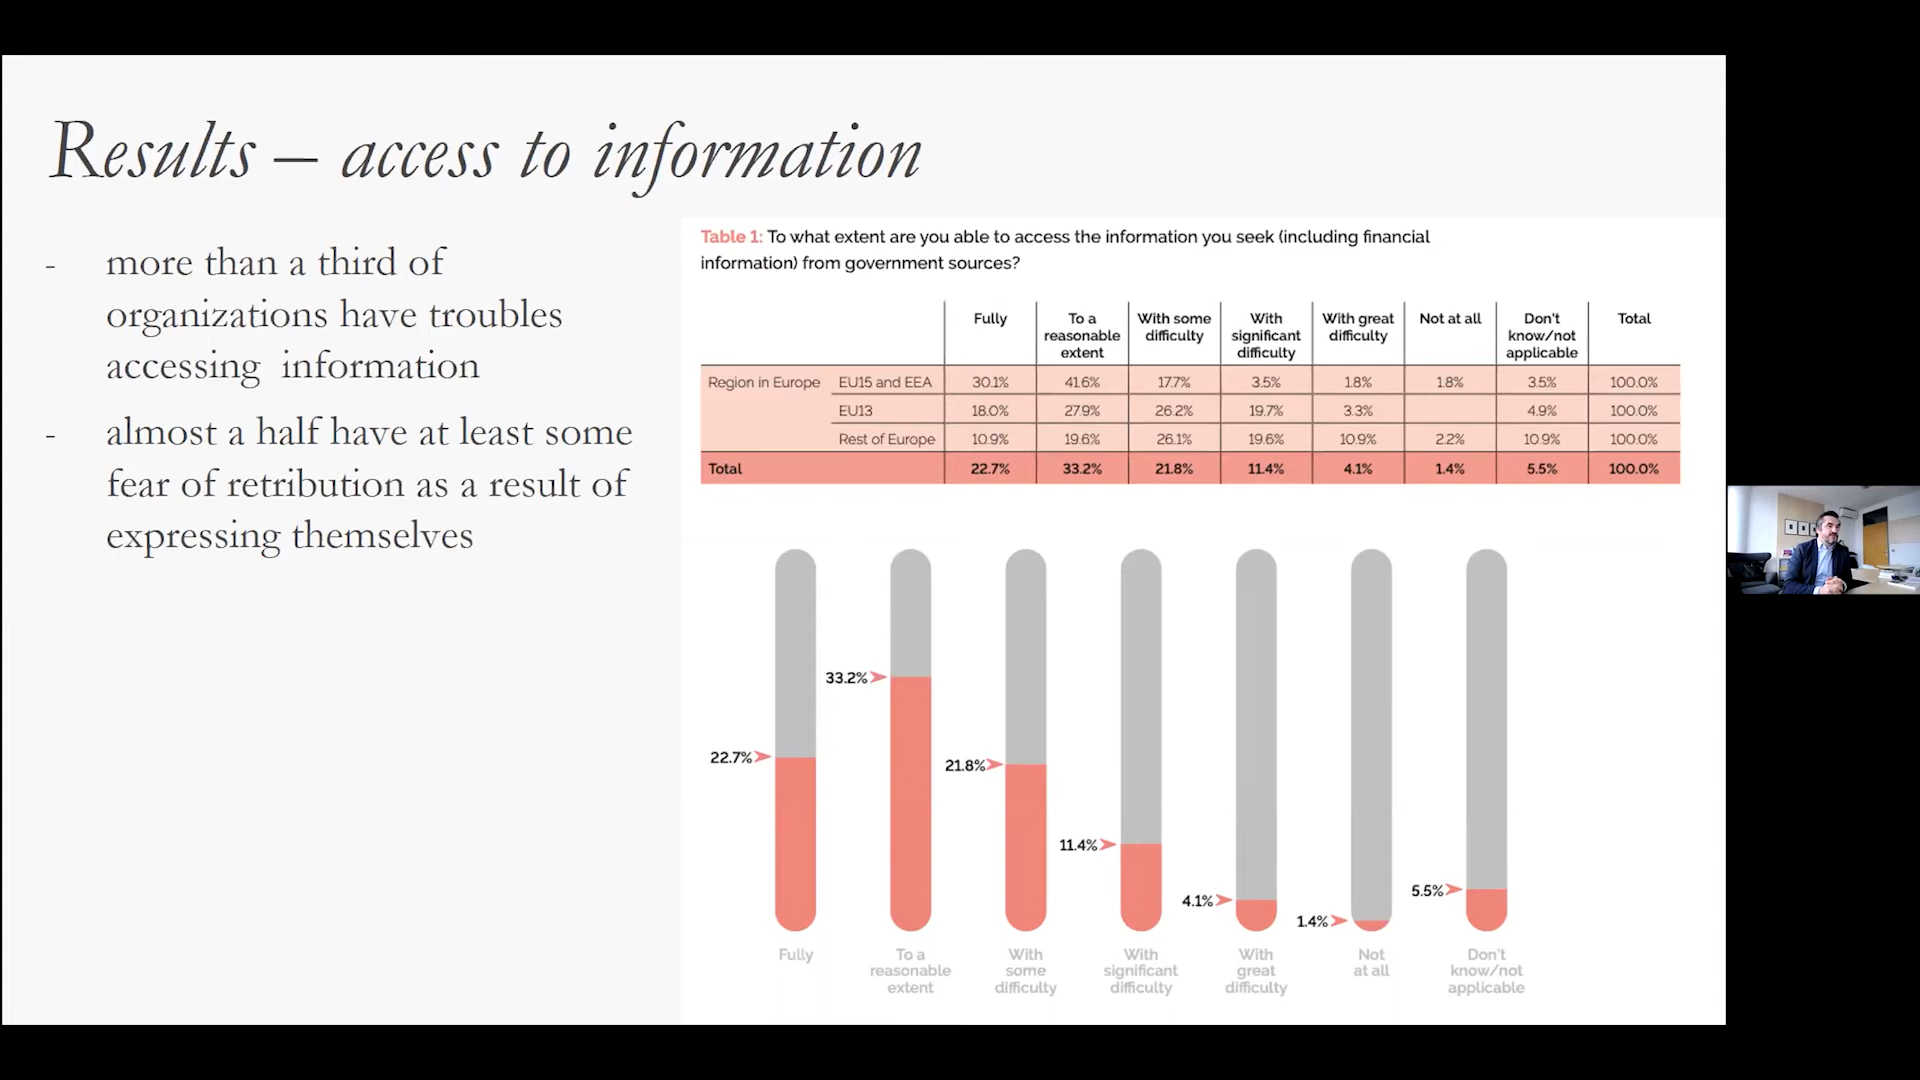 Results – access to information
- more than a third of
organizations have troubles
accessing information
- almost a half have at least some
fear of retribution as a result of
expressing themselves
Table 1: To what extent are you able to access the information you seek (including financial
information) from government sources?
Fully To a reasonable extent With some difficulty With significant difficulty With great difficulty Not at all Don't know/not applicable Total
Region in Europe EU15 and EEA 30.1% 41.6% 17.7% 3.5% 1.8% 1.8% 3.5% 100.0%
EU13 18.0% 27.9% 26.2% 19.7% 3.3% 4.9% 100.0%
Rest of Europe 10.9% 19.6% 26.1% 19.6% 10.9% 2.2% 10.9% 100.0%
Total 22.7% 33.2% 21.8% 11.4% 4.1% 1.4% 5.5% 100.0%
22.7%
33.2%
21.8%
11.4%
4.1%
1.4%
5.5%
Fully
To a
reasonable
extent
With
some
difficulty
With
significant
difficulty
With
great
difficulty
Not
at all
Don't
know/not
applicable